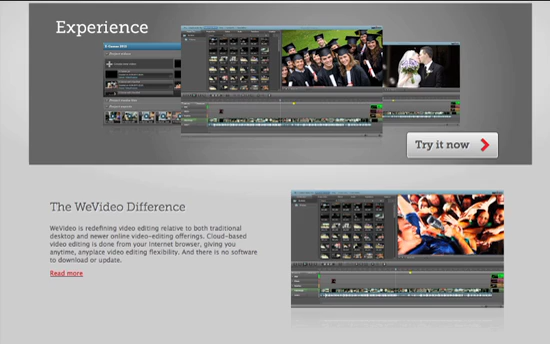 Experience
Try it now
The WeVideo Difference
WeVideo is redefining video editing relative to both traditional
desktop and newer online video-editing offerings. Cloud-based
video editing is done from your Internet browser, giving you
anytime, anyplace video editing flexibility. And there is no software
to download or update.
Read more